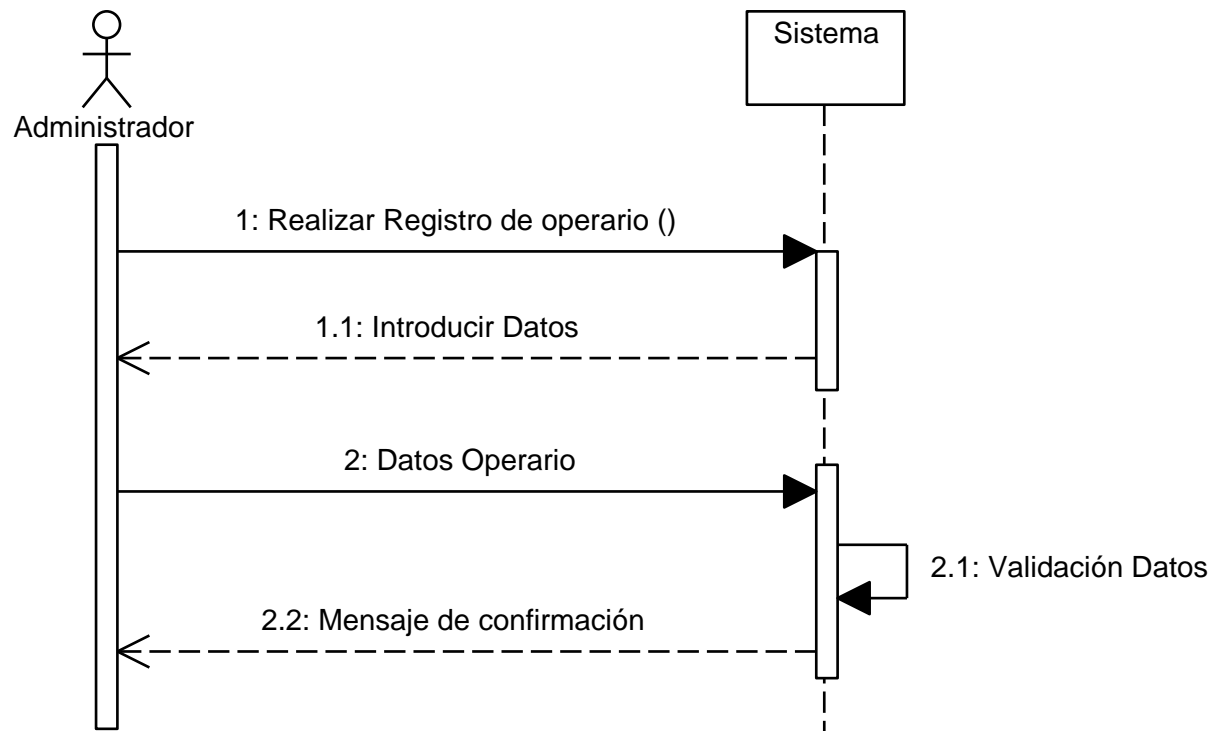 Sistema
Administrador
1: Realizar Registro de operario ()
1.1: Introducir Datos
2: Datos Operario
2.1: Validación Datos
2.2: Mensaje de confirmación